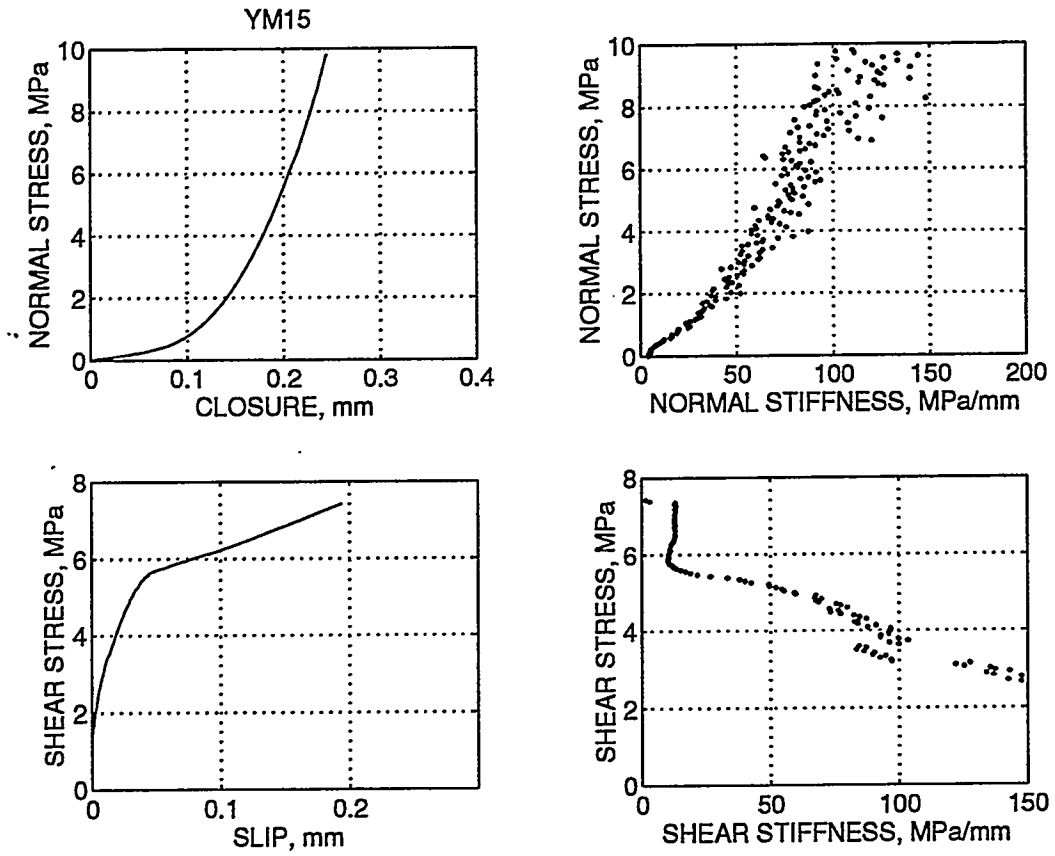 YM15
NORMAL STRESS, MPa
10
8
6
4
2
0
0 0.1 0.2 0.3 0.4
CLOSURE, mm
NORMAL STRESS, MPa
10
8
6
4
2
0
0 50 100 150 200
NORMAL STIFFNESS, MPa/mm
SHEAR STRESS, MPa
8
6
4
2
0
0 0.1 0.2
SLIP, mm
SHEAR STRESS, MPa
8
6
4
2
0
0 50 100 150
SHEAR STIFFNESS, MPa/mm